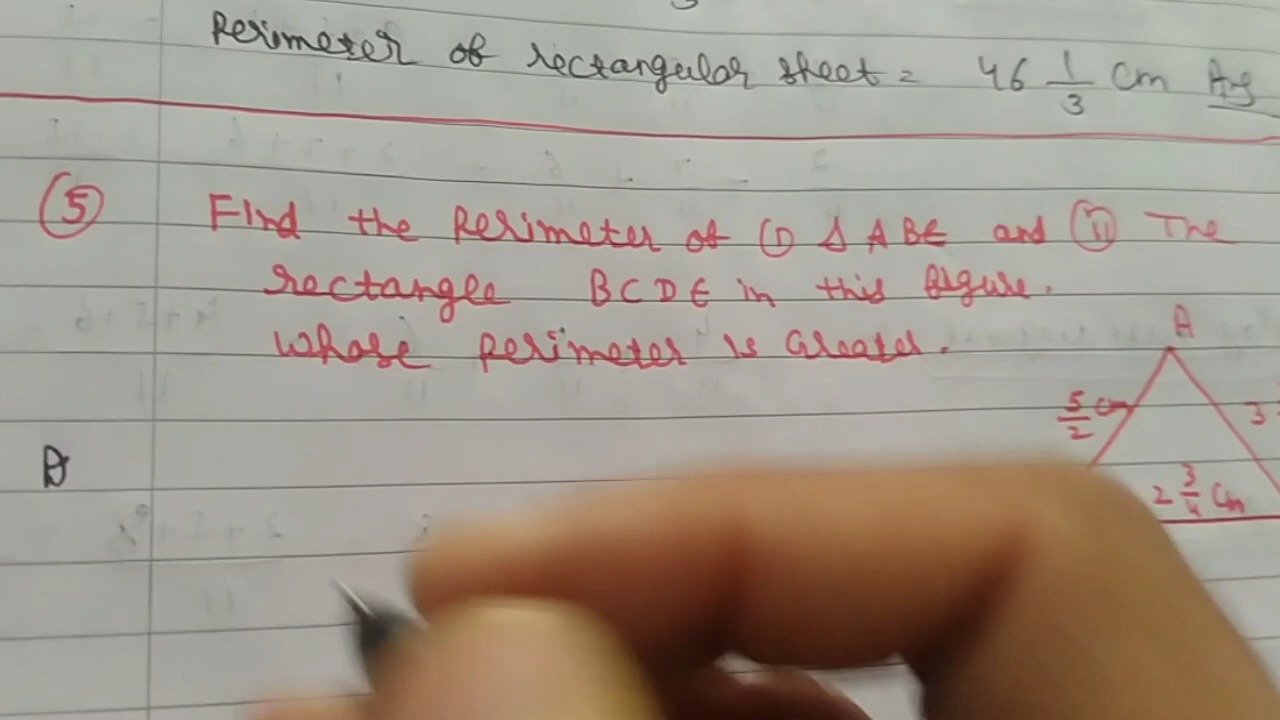 Perimeter of rectangular sheet = 46 1/3 cm Ans
5 Find the perimeter of (i) Δ ABE and (ii) The
rectangle BCDE in this figure.
whose perimeter is Greater.
A
5/2 cm
3
2 3/4 cm